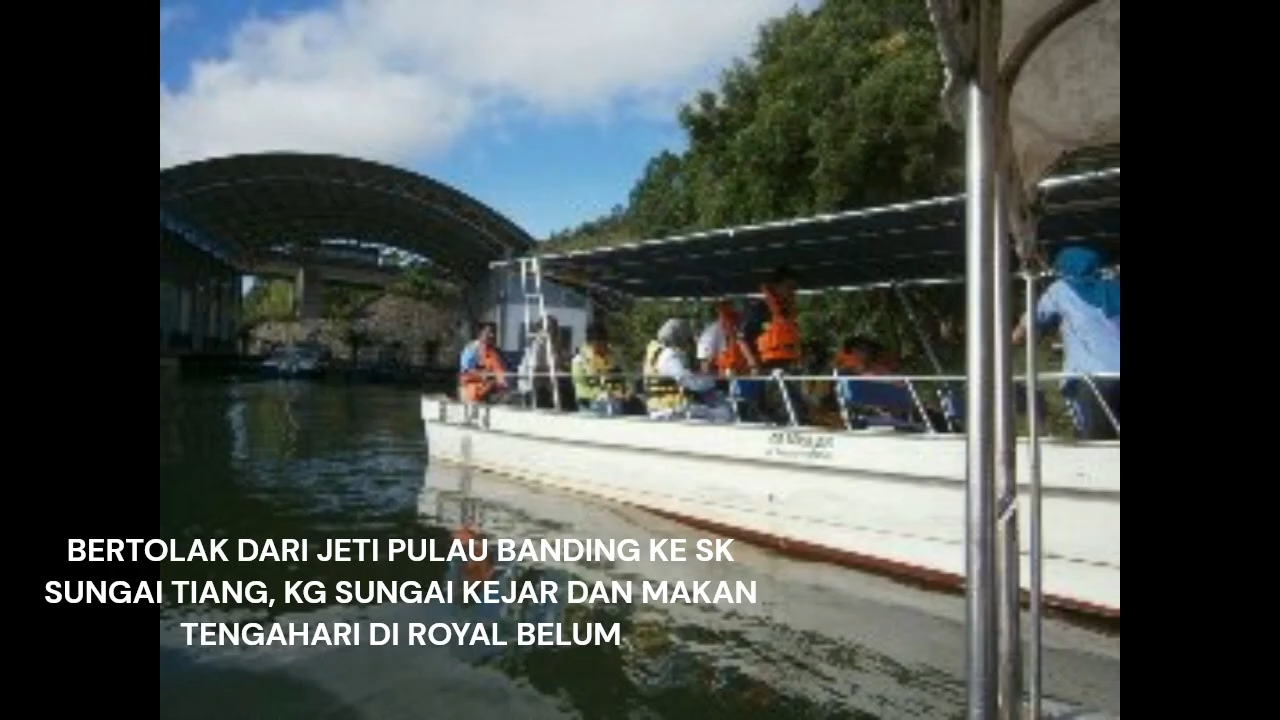 BERTOLAK DARI JETI PULAU BANDING KE SK
SUNGAI TIANG, KG SUNGAI KEJAR DAN MAKAN
TENGAHARI DI ROYAL BELUM